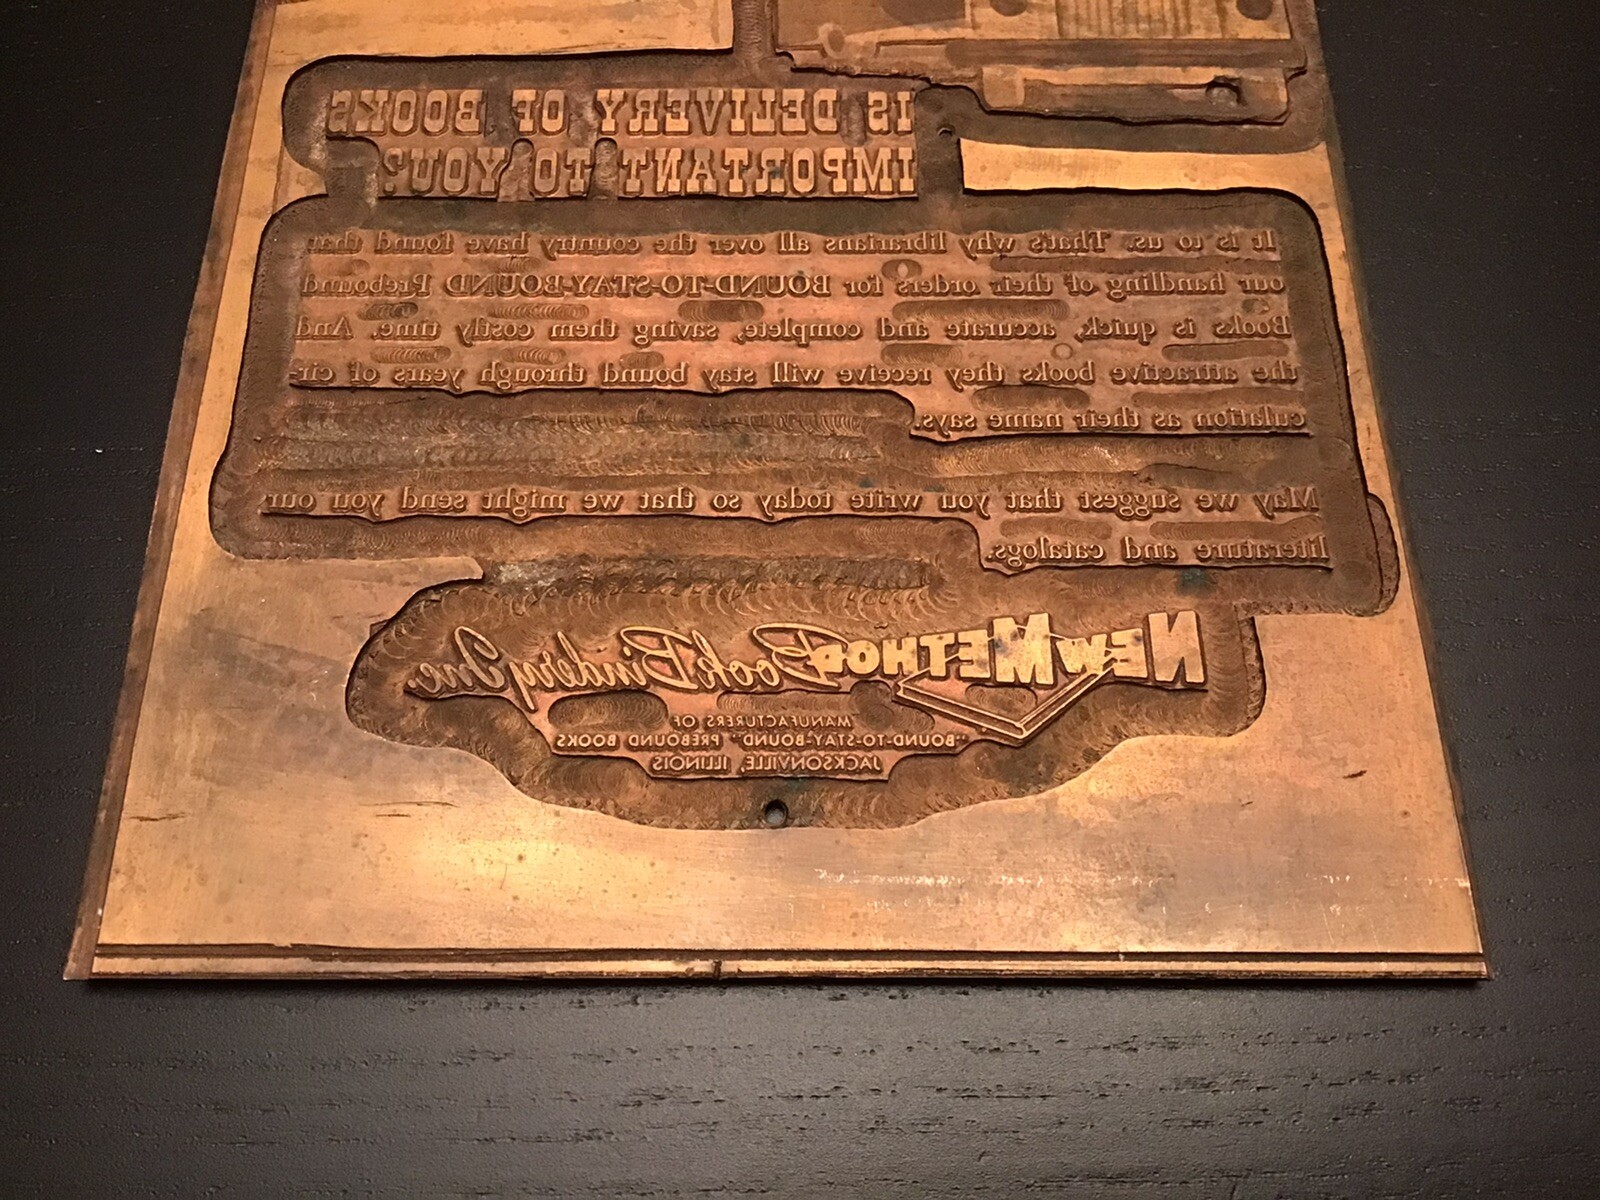 IS DELIVERY OF BOOKS
IMPORTANT TO YOU?
It is to us. That's why librarians all over the country have found that
our handling of their orders for BOUND-TO-STAY-BOUND Prebound
Books is quick, accurate and complete, saving them costly time. And
the attractive books they receive will stay bound through years of cir-
culation as their name says.
May we suggest that you write today so that we might send you our
literature and catalogs.
NEW METHOD Book Bindery Inc.
MANUFACTURERS OF
"BOUND-TO-STAY-BOUND" PREBOUND BOOKS
JACKSONVILLE, ILLINOIS